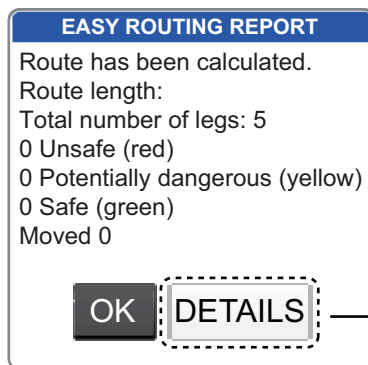 EASY ROUTING REPORT
Route has been calculated.
Route length:
Total number of legs: 5
0 Unsafe (red)
0 Potentially dangerous (yellow)
0 Safe (green)
Moved 0
OK DETAILS